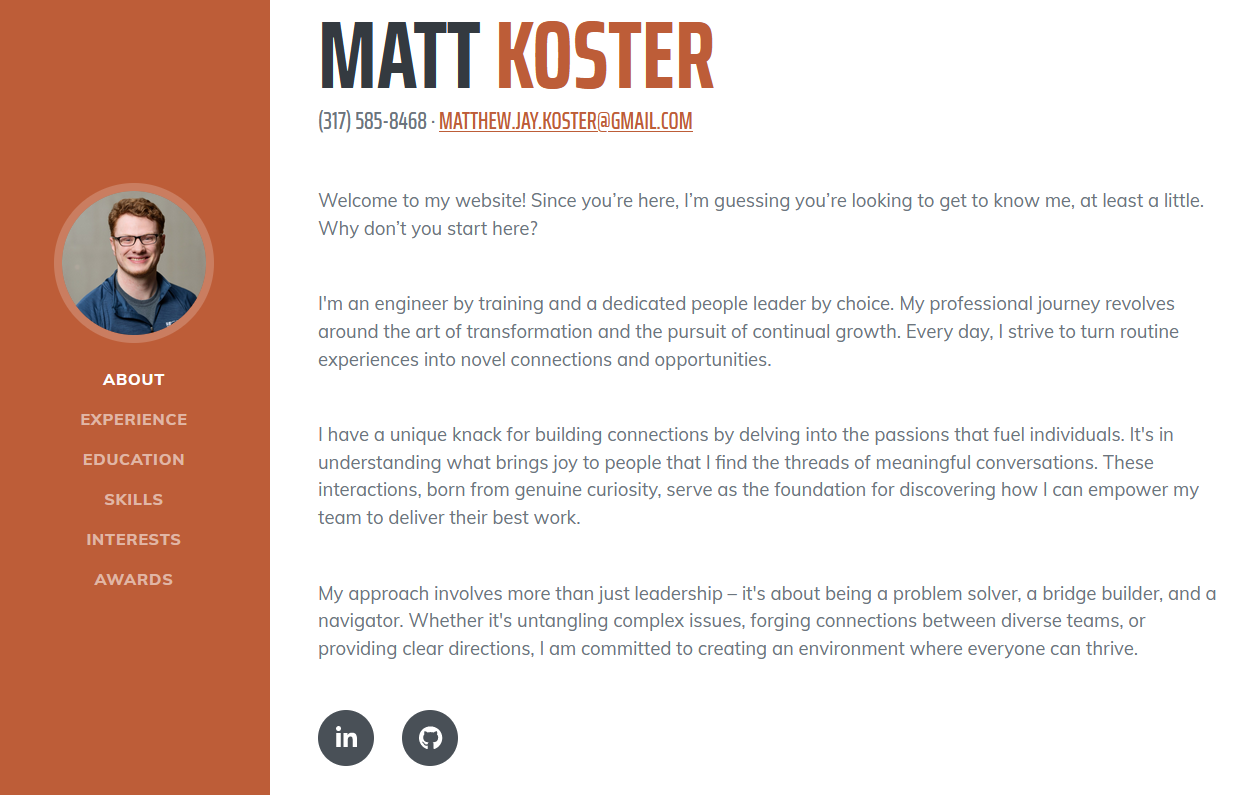 MATT KOSTER
(317) 585-8468 · MATTHEW.JAY.KOSTER@GMAIL.COM
Welcome to my website! Since you’re here, I’m guessing you’re looking to get to know me, at least a little.
Why don’t you start here?
I'm an engineer by training and a dedicated people leader by choice. My professional journey revolves
around the art of transformation and the pursuit of continual growth. Every day, I strive to turn routine
experiences into novel connections and opportunities.
I have a unique knack for building connections by delving into the passions that fuel individuals. It's in
understanding what brings joy to people that I find the threads of meaningful conversations. These
interactions, born from genuine curiosity, serve as the foundation for discovering how I can empower my
team to deliver their best work.
My approach involves more than just leadership – it's about being a problem solver, a bridge builder, and a
navigator. Whether it's untangling complex issues, forging connections between diverse teams, or
providing clear directions, I am committed to creating an environment where everyone can thrive.
in
ABOUT
EXPERIENCE
EDUCATION
SKILLS
INTERESTS
AWARDS